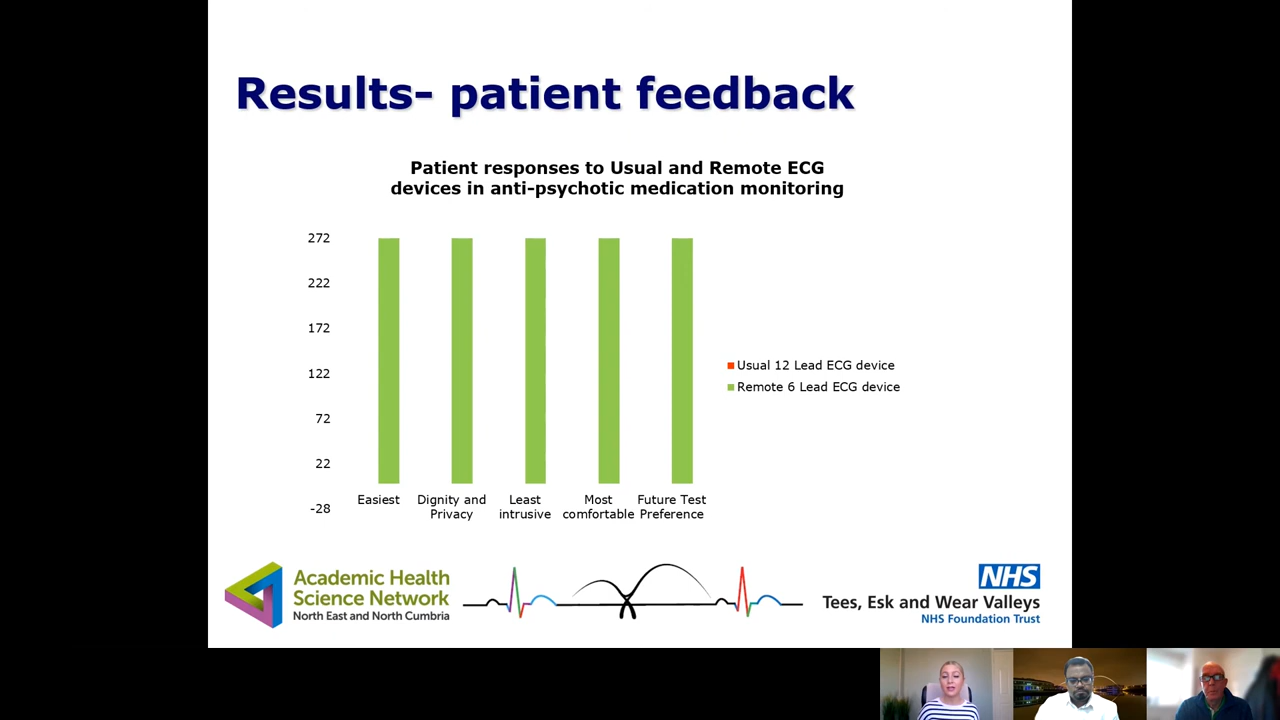 Results- patient feedback
Patient responses to Usual and Remote ECG
devices in anti-psychotic medication monitoring
272
222
172
122
72
22
-28
Easiest
Dignity and
Privacy
Least
intrusive
Most
comfortable
Future Test
Preference
Usual 12 Lead ECG device
Remote 6 Lead ECG device
Academic Health
Science Network
North East and North Cumbria
NHS
Tees, Esk and Wear Valleys
NHS Foundation Trust